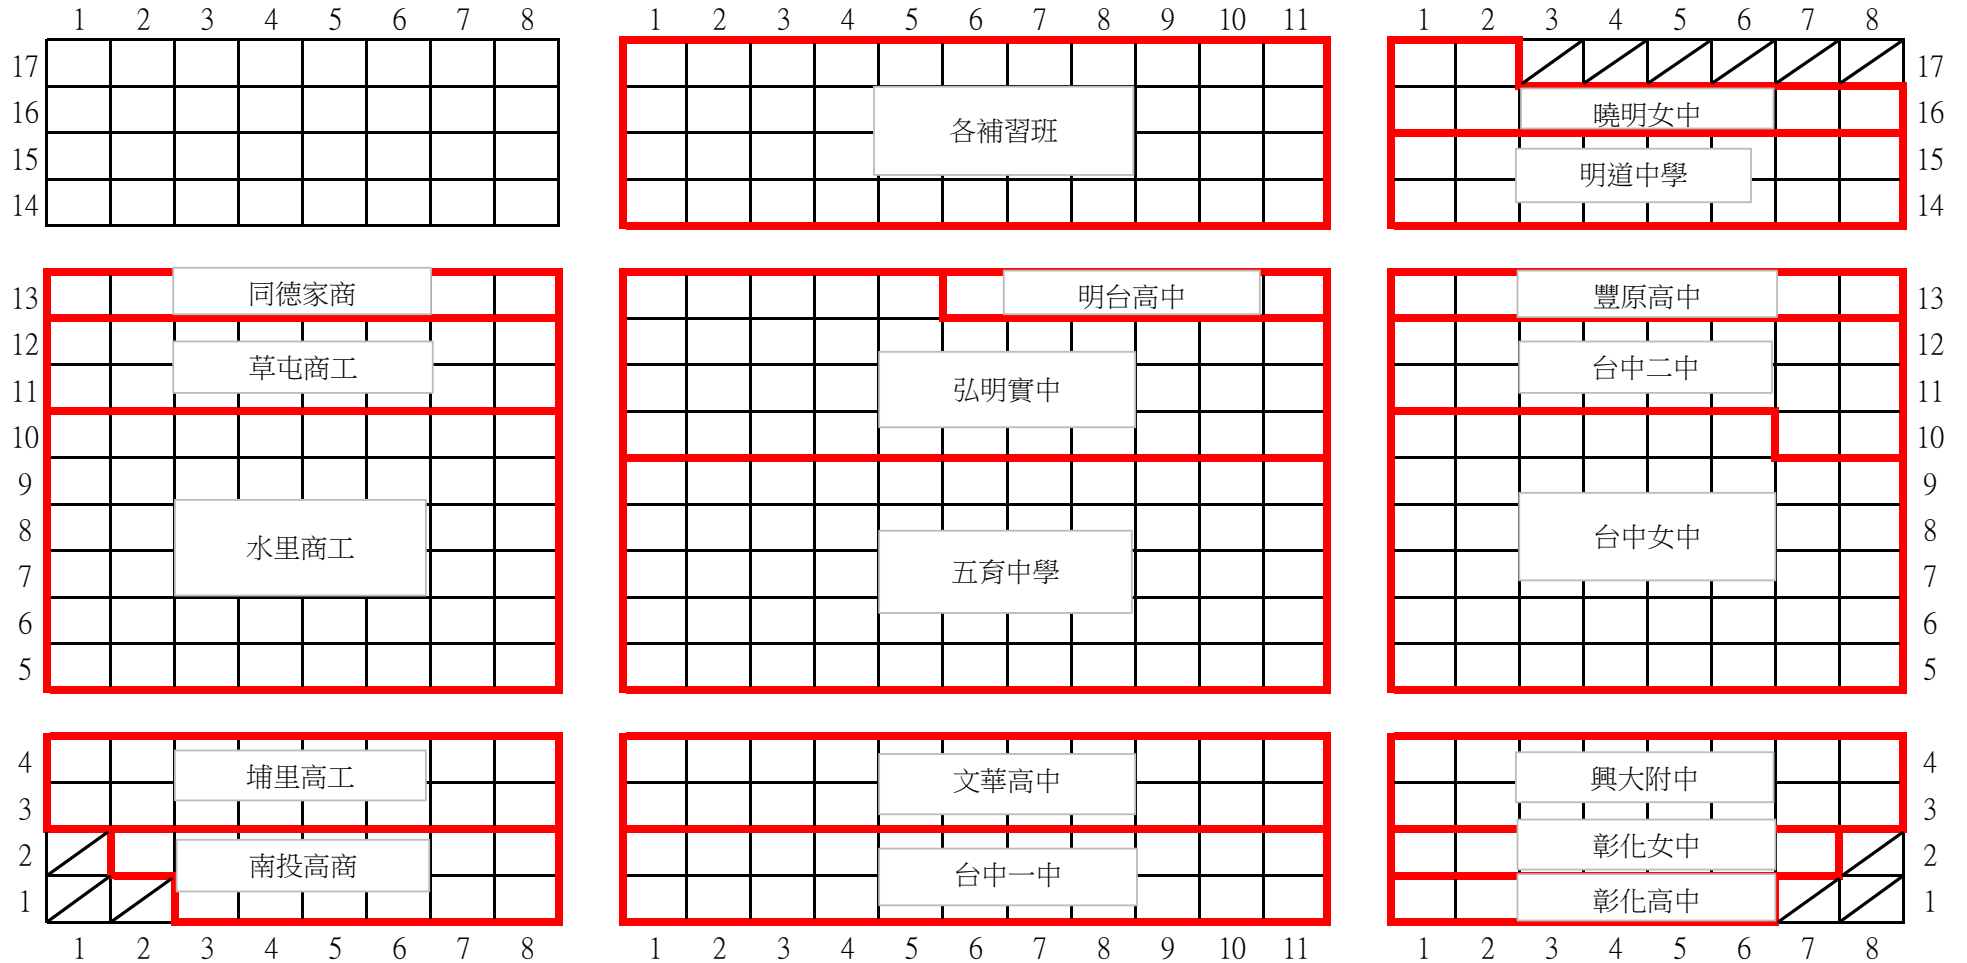 1 2 3 4 5 6 7 8 1 2 3 4 5 6 7 8 9 10 11 1 2 3 4 5 6 7 8
17 17
16 曉明女中 16
各補習班
15 15
明道中學
14 14
13 同德家商 明台高中 豐原高中 13
12 12
草屯商工 台中二中
11 弘明實中 11
10 10
9 9
8 8
水里商工 台中女中
7 五育中學 7
6 6
5 5
4 4
埔里高工 文華高中 興大附中
3 3
2 南投高商 彰化女中 2
台中一中
1 彰化高中 1
1 2 3 4 5 6 7 8 1 2 3 4 5 6 7 8 9 10 11 1 2 3 4 5 6 7 8